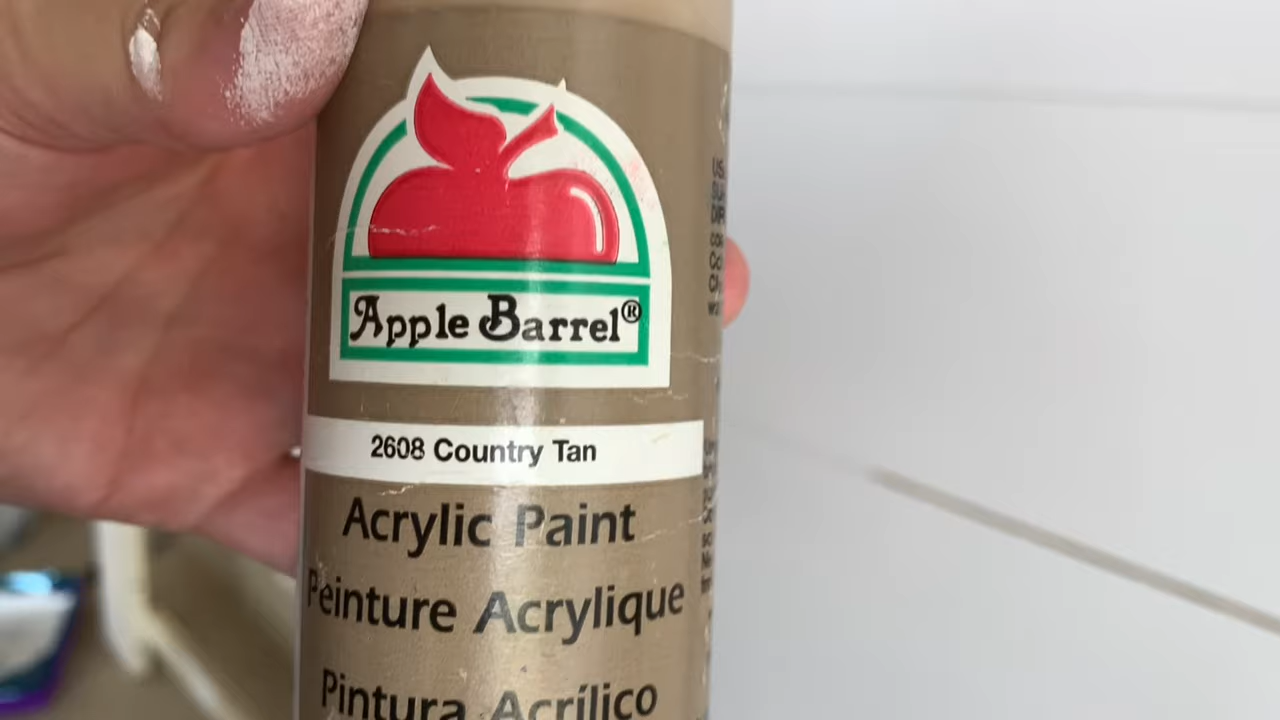 Apple Barrel®
2608 Country Tan
Acrylic Paint
Peinture Acrylique
Pintura Acrílico